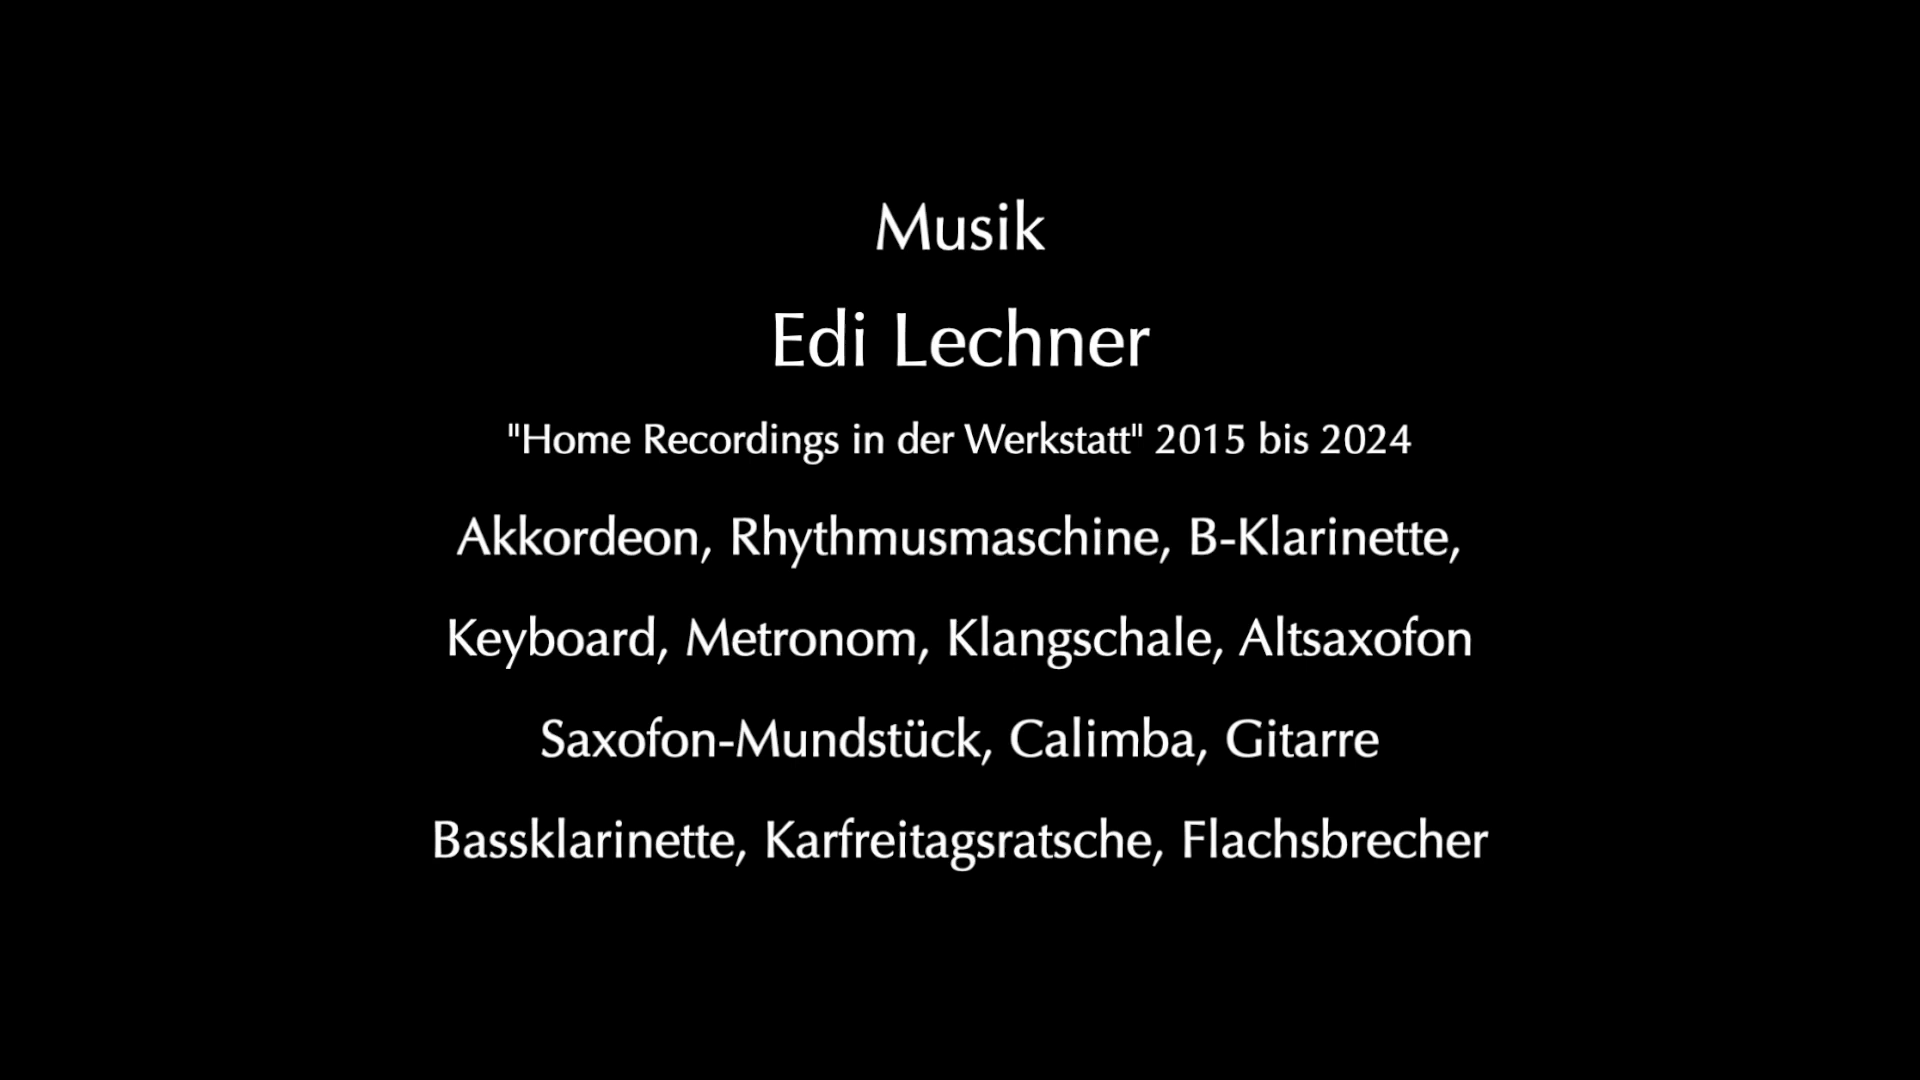 Musik
Edi Lechner
"Home Recordings in der Werkstatt" 2015 bis 2024
Akkordeon, Rhythmusmaschine, B-Klarinette,
Keyboard, Metronom, Klangschale, Altsaxofon
Saxofon-Mundstück, Calimba, Gitarre
Bassklarinette, Karfreitagsratsche, Flachsbrecher